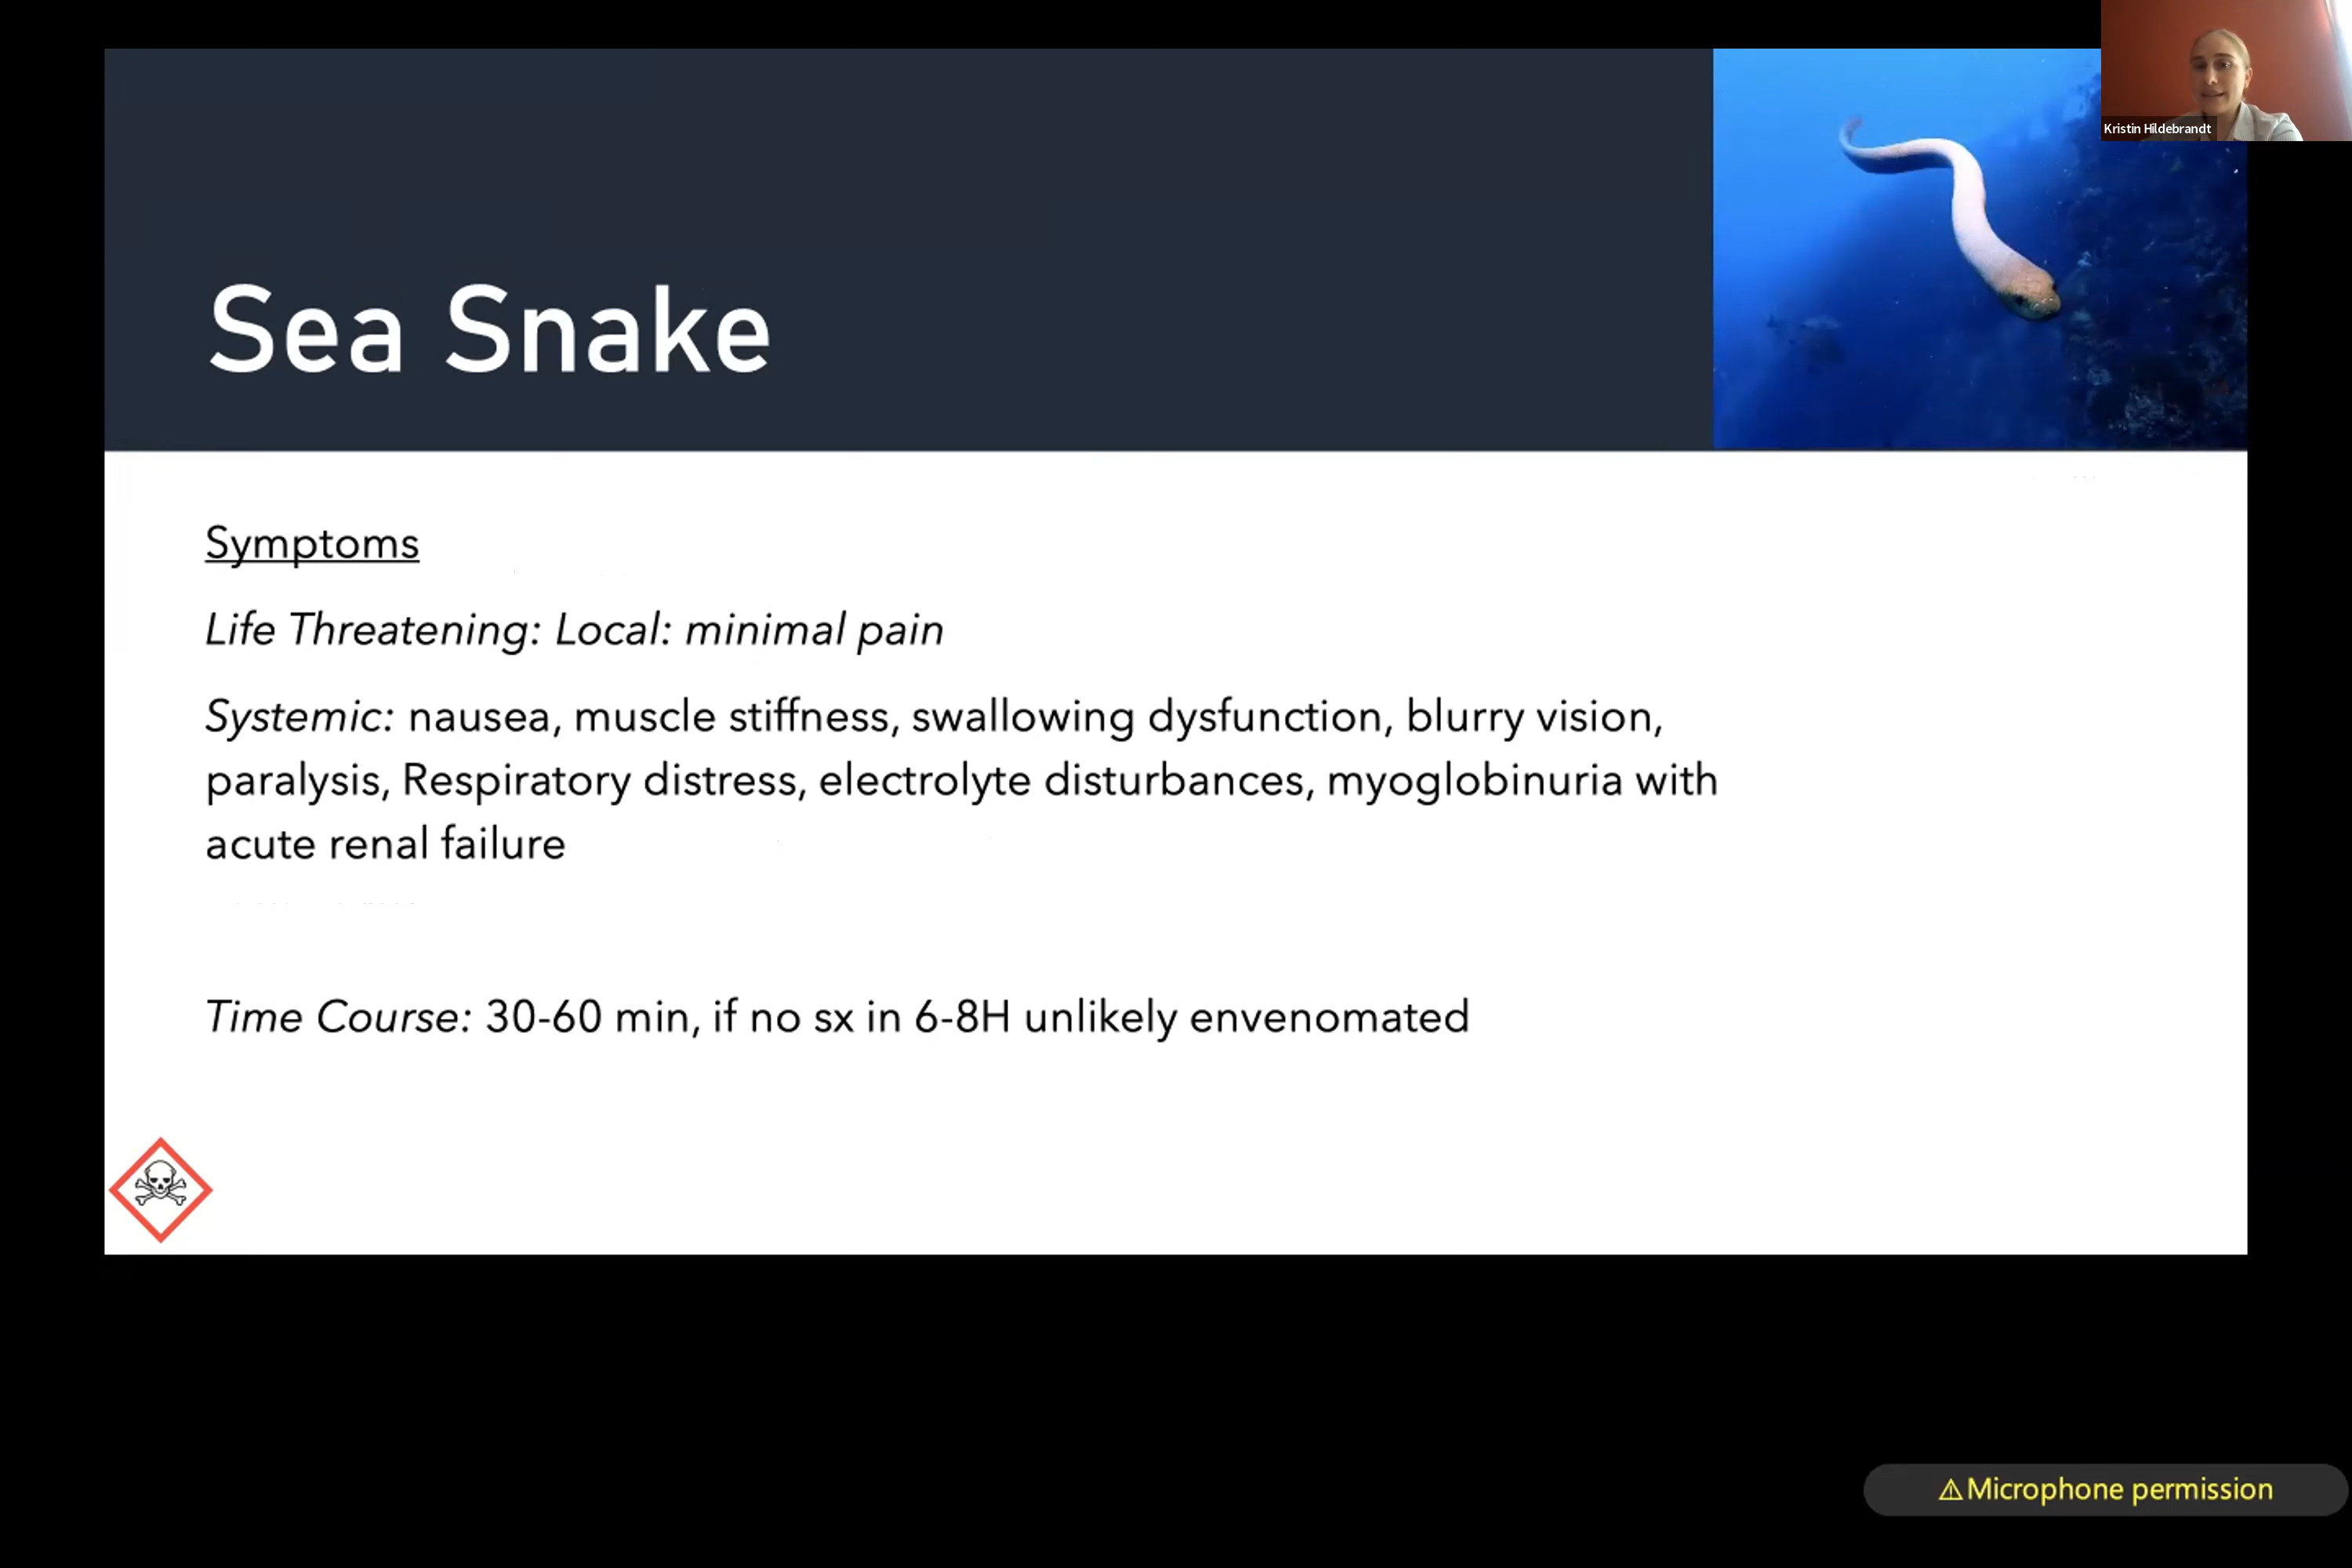 Kristin Hildebrandt
Sea Snake
Symptoms
Life Threatening: Local: minimal pain
Systemic: nausea, muscle stiffness, swallowing dysfunction, blurry vision,
paralysis, Respiratory distress, electrolyte disturbances, myoglobinuria with
acute renal failure
Time Course: 30-60 min, if no sx in 6-8H unlikely envenomated
⚠Microphone permission